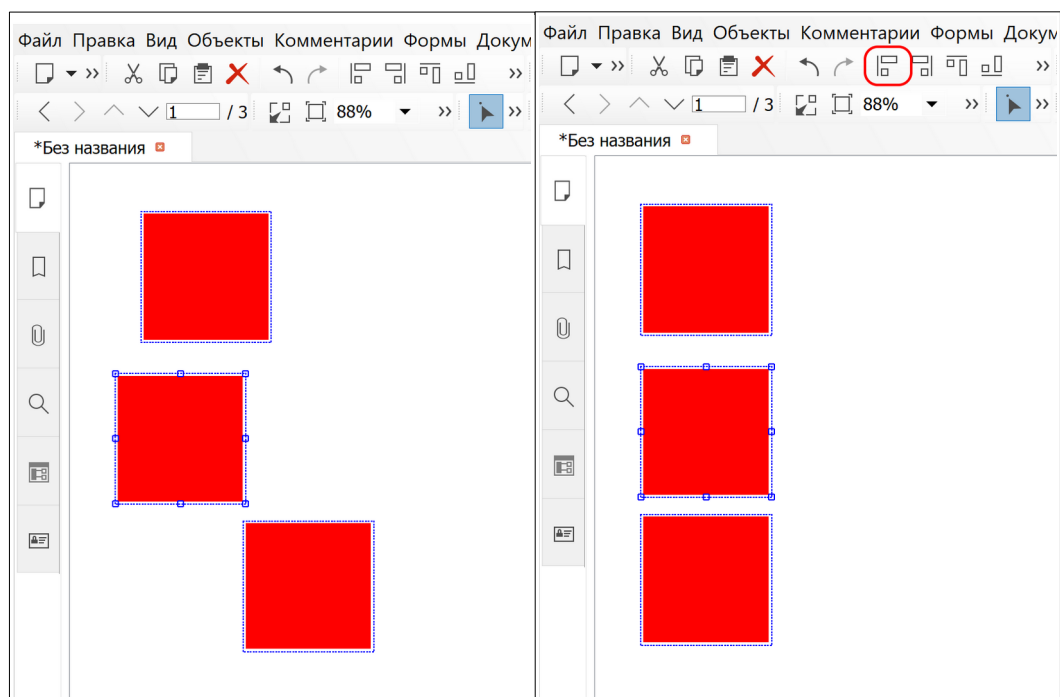 Файл Правка Вид Объекты Комментарии Формы Докум
1 / 3 88%
*Без названия
Файл Правка Вид Объекты Комментарии Формы Докум
1 / 3 88%
*Без названия